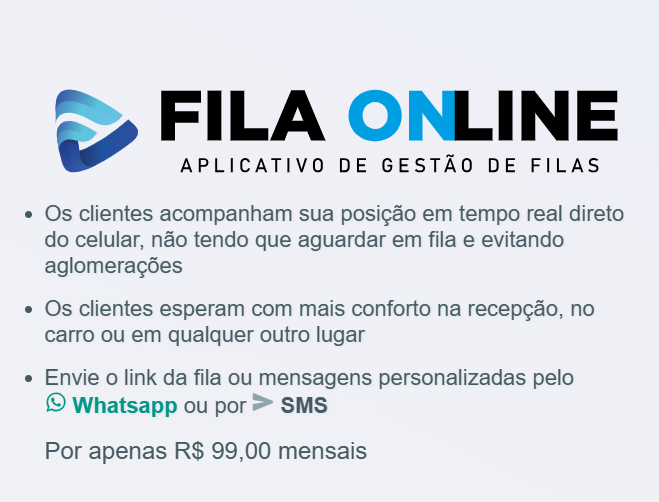 FILA ONLINE
APLICATIVO DE GESTÃO DE FILAS
• Os clientes acompanham sua posição em tempo real direto
do celular, não tendo que aguardar em fila e evitando
aglomerações
• Os clientes esperam com mais conforto na recepção, no
carro ou em qualquer outro lugar
• Envie o link da fila ou mensagens personalizadas pelo
Whatsapp ou por SMS
Por apenas R$ 99,00 mensais